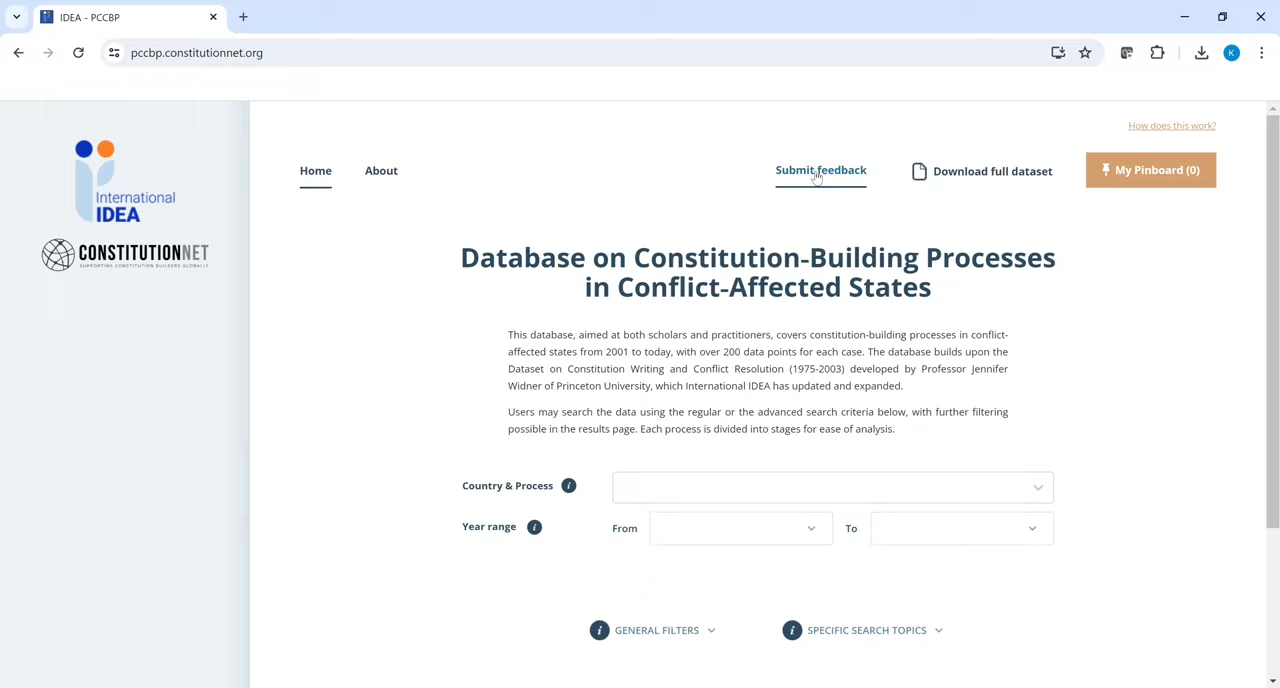 IDEA - PCCBP
pccbp.constitutionnet.org
K
How does this work?
Home
About
Submit feedback
Download full dataset
My Pinboard (0)
International
IDEA
CONSTITUTIONNET
SUPPORTING CONSTITUTION BUILDERS GLOBALLY
Database on Constitution-Building Processes
in Conflict-Affected States
This database, aimed at both scholars and practitioners, covers constitution-building processes in conflict-
affected states from 2001 to today, with over 200 data points for each case. The database builds upon the
Dataset on Constitution Writing and Conflict Resolution (1975-2003) developed by Professor Jennifer
Widner of Princeton University, which International IDEA has updated and expanded.
Users may search the data using the regular or the advanced search criteria below, with further filtering
possible in the results page. Each process is divided into stages for ease of analysis.
Country & Process i
Year range i From To
i GENERAL FILTERS
i SPECIFIC SEARCH TOPICS